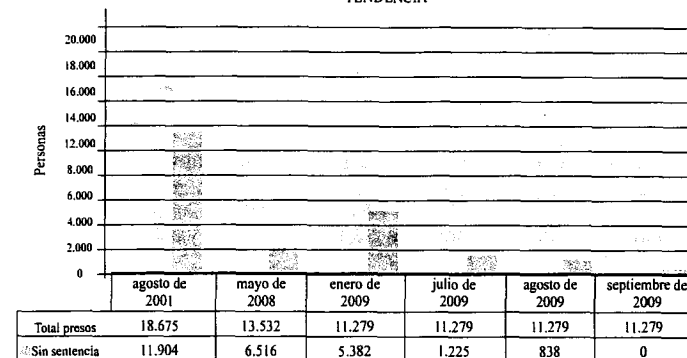 TENDENCIA
Personas
20.000
18.000
16.000
14.000
12.000
8.000
6.000
4.000
2.000
0
agosto de 2001 mayo de 2008 enero de 2009 julio de 2009 agosto de 2009 septiembre de 2009
Total presos 18.675 13.532 11.279 11.279 11.279 11.279
Sin sentencia 11.904 6.516 5.382 1.225 838 0